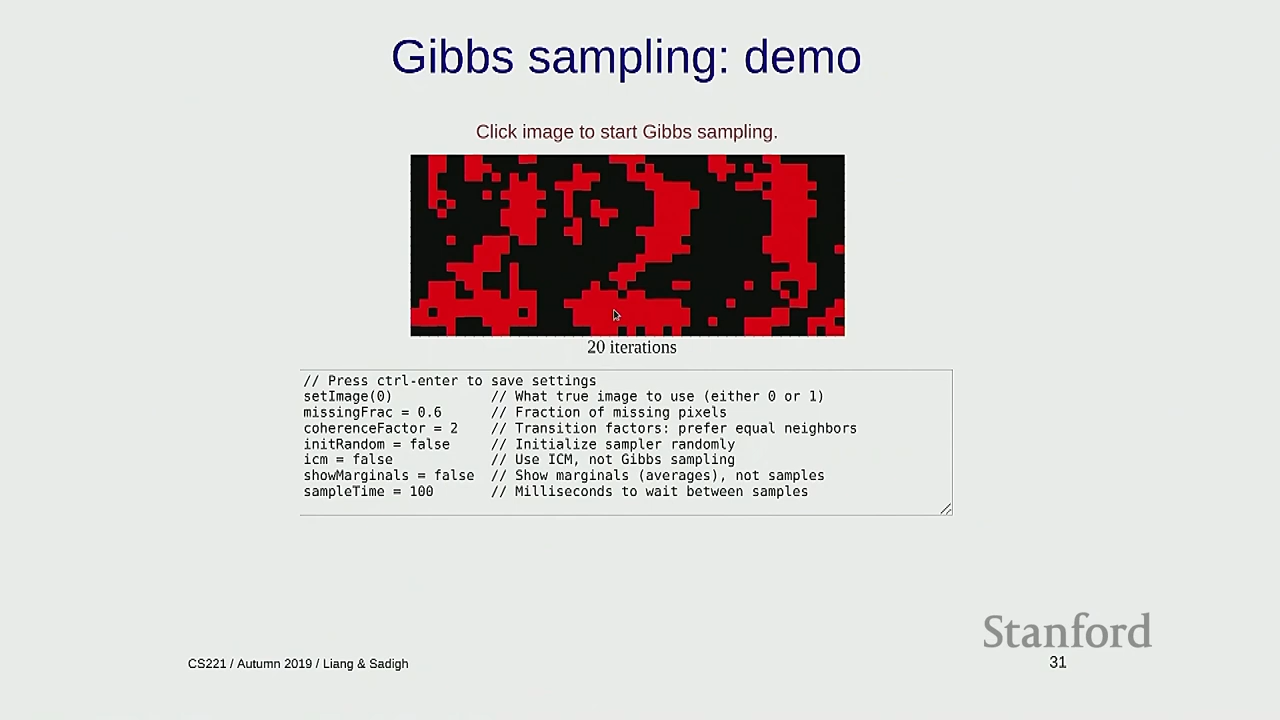 Gibbs sampling: demo
Click image to start Gibbs sampling.
20 iterations
// Press ctrl-enter to save settings
setImage(0) // What true image to use (either 0 or 1)
missingFrac = 0.6 // Fraction of missing pixels
coherenceFactor = 2 // Transition factors: prefer equal neighbors
initRandom = false // Initialize sampler randomly
icm = false // Use ICM, not Gibbs sampling
showMarginals = false // Show marginals (averages), not samples
sampleTime = 100 // Milliseconds to wait between samples
Stanford
CS221 / Autumn 2019 / Liang & Sadigh
31